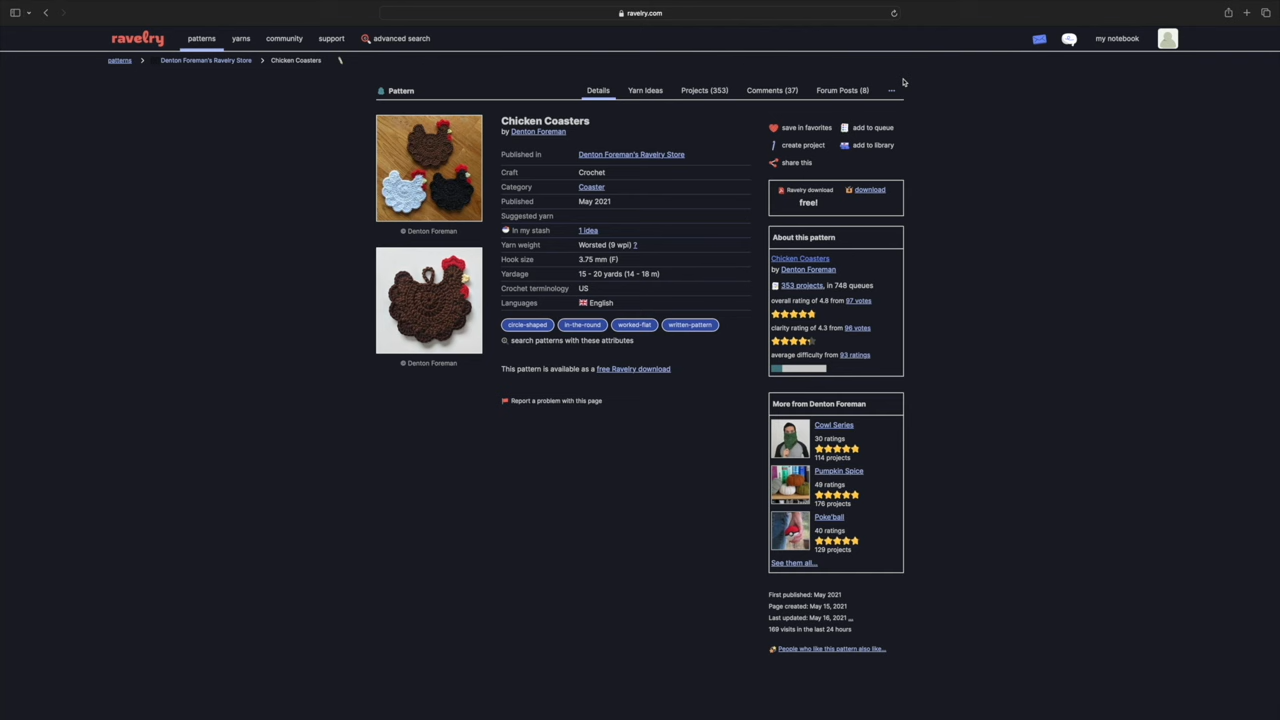 ravelry.com
ravelry patterns yarns community support advanced search my notebook
patterns Denton Foreman's Ravelry Store Chicken Coasters
Pattern Details Yarn Ideas Projects (353) Comments (37) Forum Posts (8) ...
Chicken Coasters
by Denton Foreman
Published in Denton Foreman's Ravelry Store
Craft Crochet
Category Coaster
Published May 2021
Suggested yarn
In my stash 1 idea
Yarn weight Worsted (9 wpi) ?
Hook size 3.75 mm (F)
Yardage 15 - 20 yards (14 - 18 m)
Crochet terminology US
Languages English
circle-shaped in-the-round worked-flat written-pattern
search patterns with these attributes
This pattern is available as a free Ravelry download
Report a problem with this page
© Denton Foreman
© Denton Foreman
save in favorites add to queue
create project add to library
share this
Ravelry download download
free!
About this pattern
Chicken Coasters
by Denton Foreman
353 projects, in 748 queues
overall rating of 4.8 from 97 votes
clarity rating of 4.3 from 96 votes
average difficulty from 93 ratings
More from Denton Foreman
Cowl Series
30 ratings
114 projects
Pumpkin Spice
49 ratings
176 projects
Poke'ball
40 ratings
129 projects
See them all...
First published: May 2021
Page created: May 15, 2021
Last updated: May 16, 2021 ...
169 visits in the last 24 hours
People who like this pattern also like...